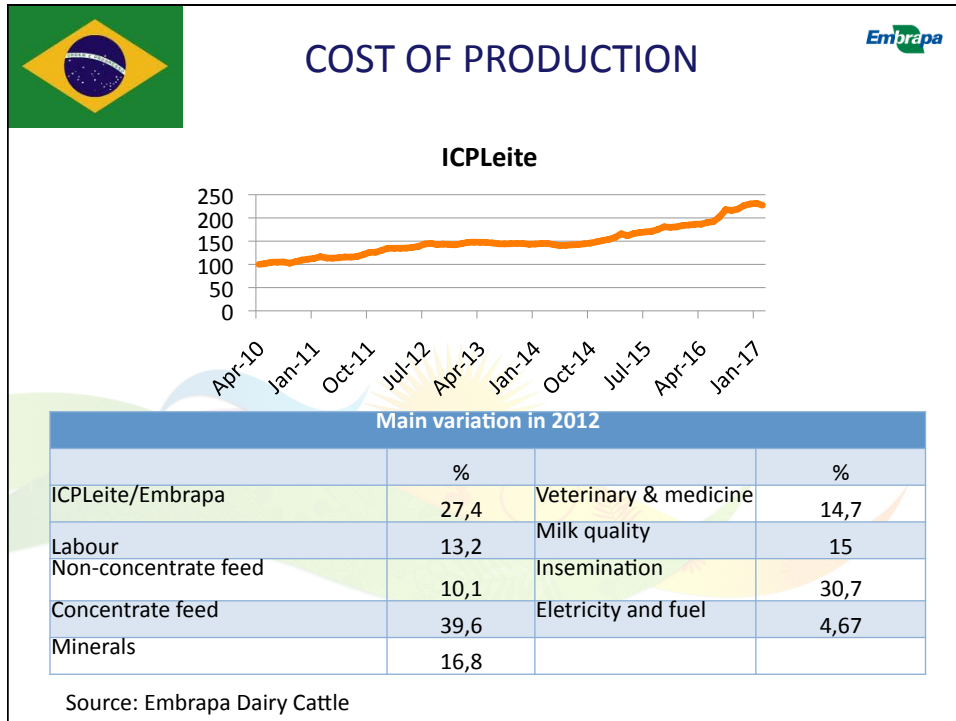 COST OF PRODUCTION
Embrapa
ICPLeite
250
200
150
100
50
0
Apr-10 Jan-11 Oct-11 Jul-12 Apr-13 Jan-14 Oct-14 Jul-15 Apr-16 Jan-17
Main variation in 2012
% %
ICPLeite/Embrapa 27,4 Veterinary & medicine 14,7
Labour 13,2 Milk quality 15
Non-concentrate feed 10,1 Insemination 30,7
Concentrate feed 39,6 Eletricity and fuel 4,67
Minerals 16,8
Source: Embrapa Dairy Cattle